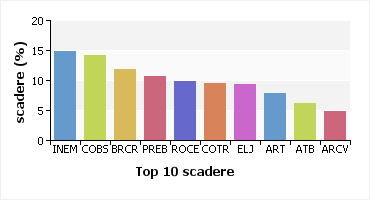 scadere (%)
20
15
10
5
0
INEM COBS BRCR PREB ROCE COTR ELJ ART ATB ARCV
Top 10 scadere